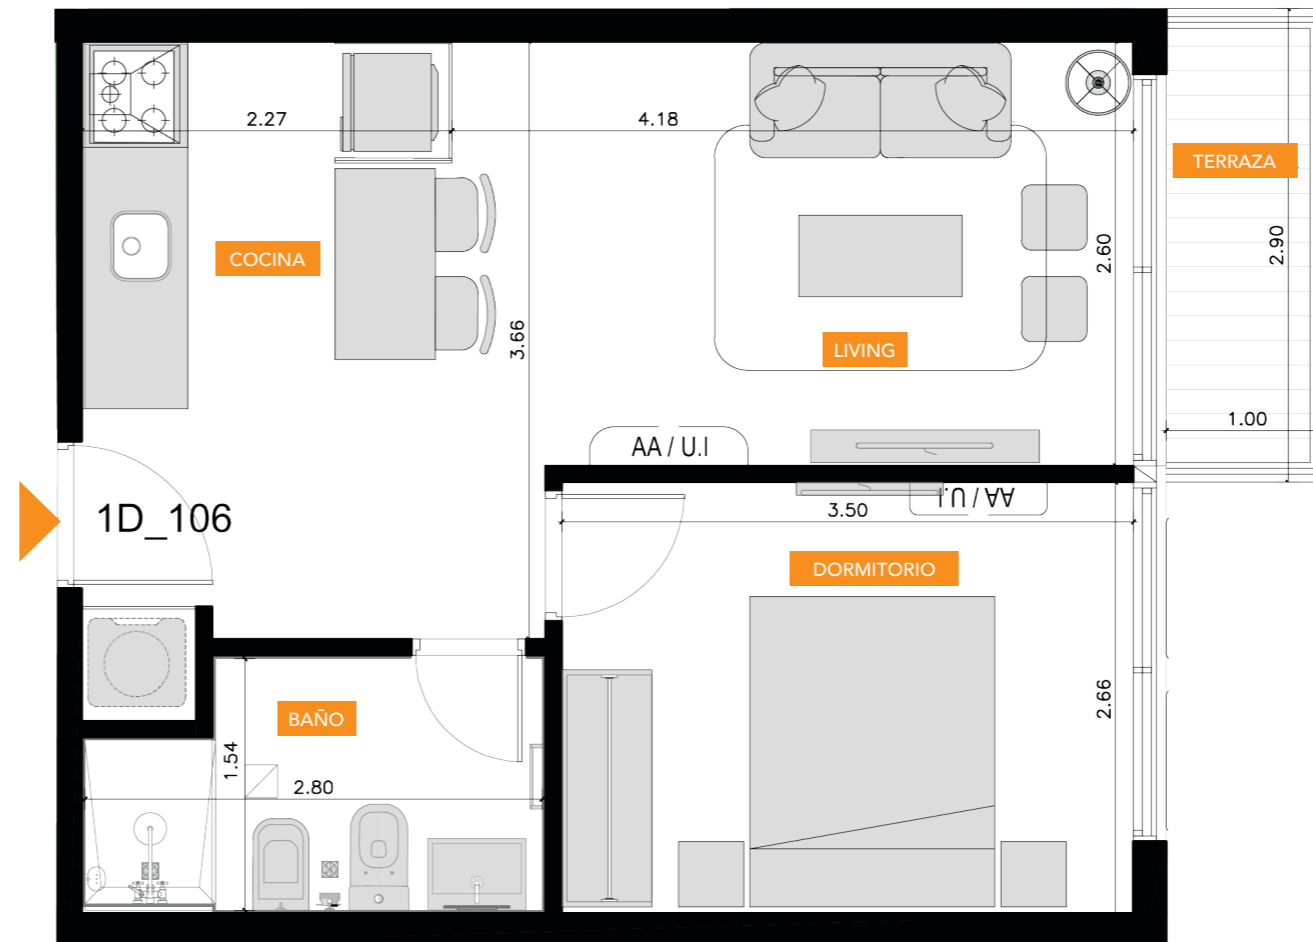 2.27
4.18
TERRAZA
COCINA
2.60
2.90
3.66
LIVING
1.00
AA / U.I
AA / U.I
3.50
1D_106
DORMITORIO
2.66
BAÑO
1.54
2.80